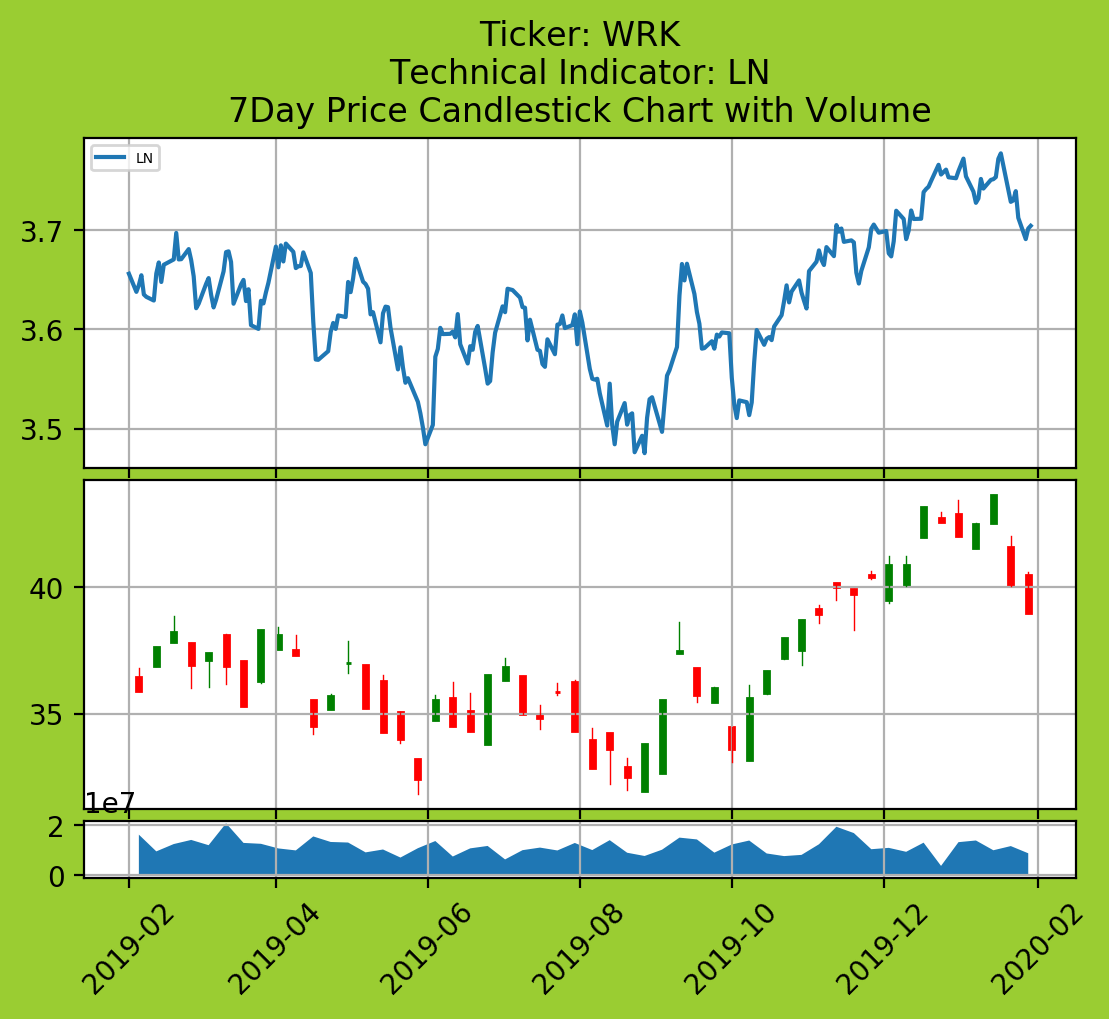 Ticker: WRK
Technical Indicator: LN
7Day Price Candlestick Chart with Volume
LN
3.7
3.6
3.5
40
35
1e7
2
0
2019-02
2019-04
2019-06
2019-08
2019-10
2019-12
2020-02